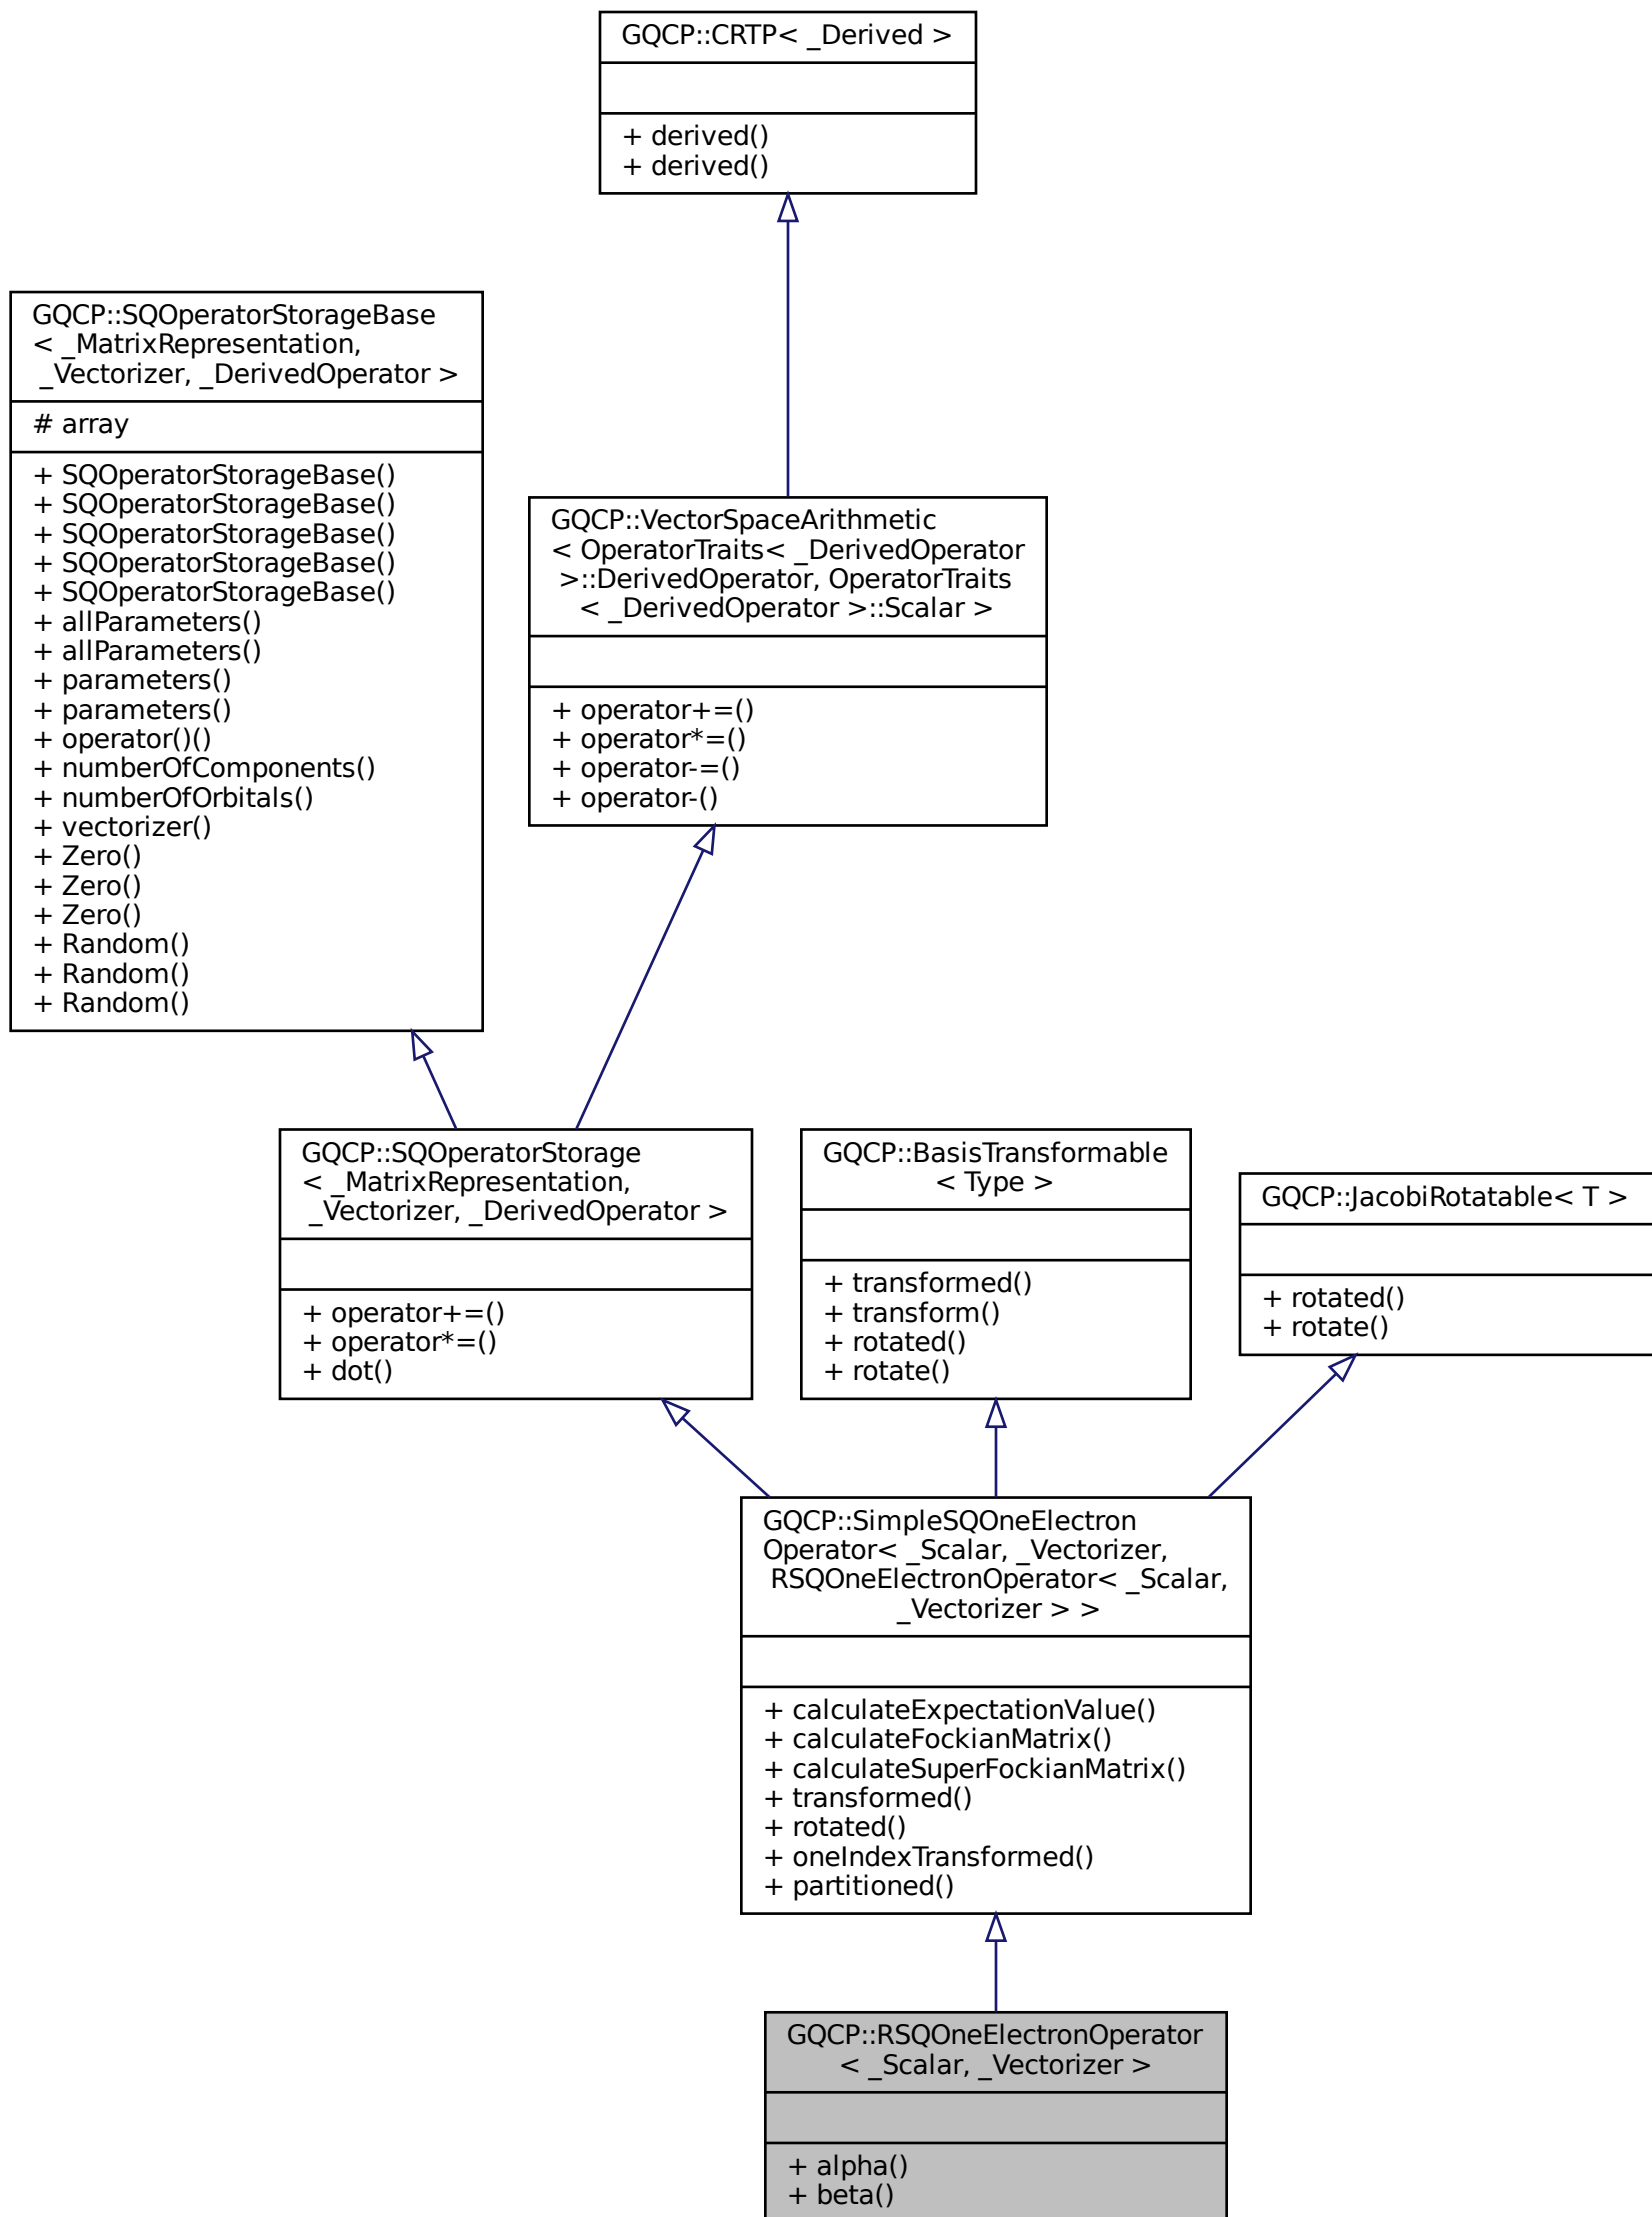 GQCP::CRTP< _Derived >
+ derived()
+ derived()
GQCP::SQOperatorStorageBase
< _MatrixRepresentation,
_Vectorizer, _DerivedOperator >
# array
+ SQOperatorStorageBase()
+ SQOperatorStorageBase()
+ SQOperatorStorageBase()
+ SQOperatorStorageBase()
+ SQOperatorStorageBase()
+ allParameters()
+ allParameters()
+ parameters()
+ parameters()
+ operator()()
+ numberOfComponents()
+ numberOfOrbitals()
+ vectorizer()
+ Zero()
+ Zero()
+ Zero()
+ Random()
+ Random()
+ Random()
GQCP::VectorSpaceArithmetic
< OperatorTraits< _DerivedOperator
>::DerivedOperator, OperatorTraits
< _DerivedOperator >::Scalar >
+ operator+=()
+ operator*=()
+ operator-=()
+ operator-()
GQCP::SQOperatorStorage
< _MatrixRepresentation,
_Vectorizer, _DerivedOperator >
+ operator+=()
+ operator*=()
+ dot()
GQCP::BasisTransformable
< Type >
+ transformed()
+ transform()
+ rotated()
+ rotate()
GQCP::JacobiRotatable< T >
+ rotated()
+ rotate()
GQCP::SimpleSQOneElectron
Operator< _Scalar, _Vectorizer,
RSQOneElectronOperator< _Scalar,
_Vectorizer > >
+ calculateExpectationValue()
+ calculateFockianMatrix()
+ calculateSuperFockianMatrix()
+ transformed()
+ rotated()
+ oneIndexTransformed()
+ partitioned()
GQCP::RSQOneElectronOperator
< _Scalar, _Vectorizer >
+ alpha()
+ beta()